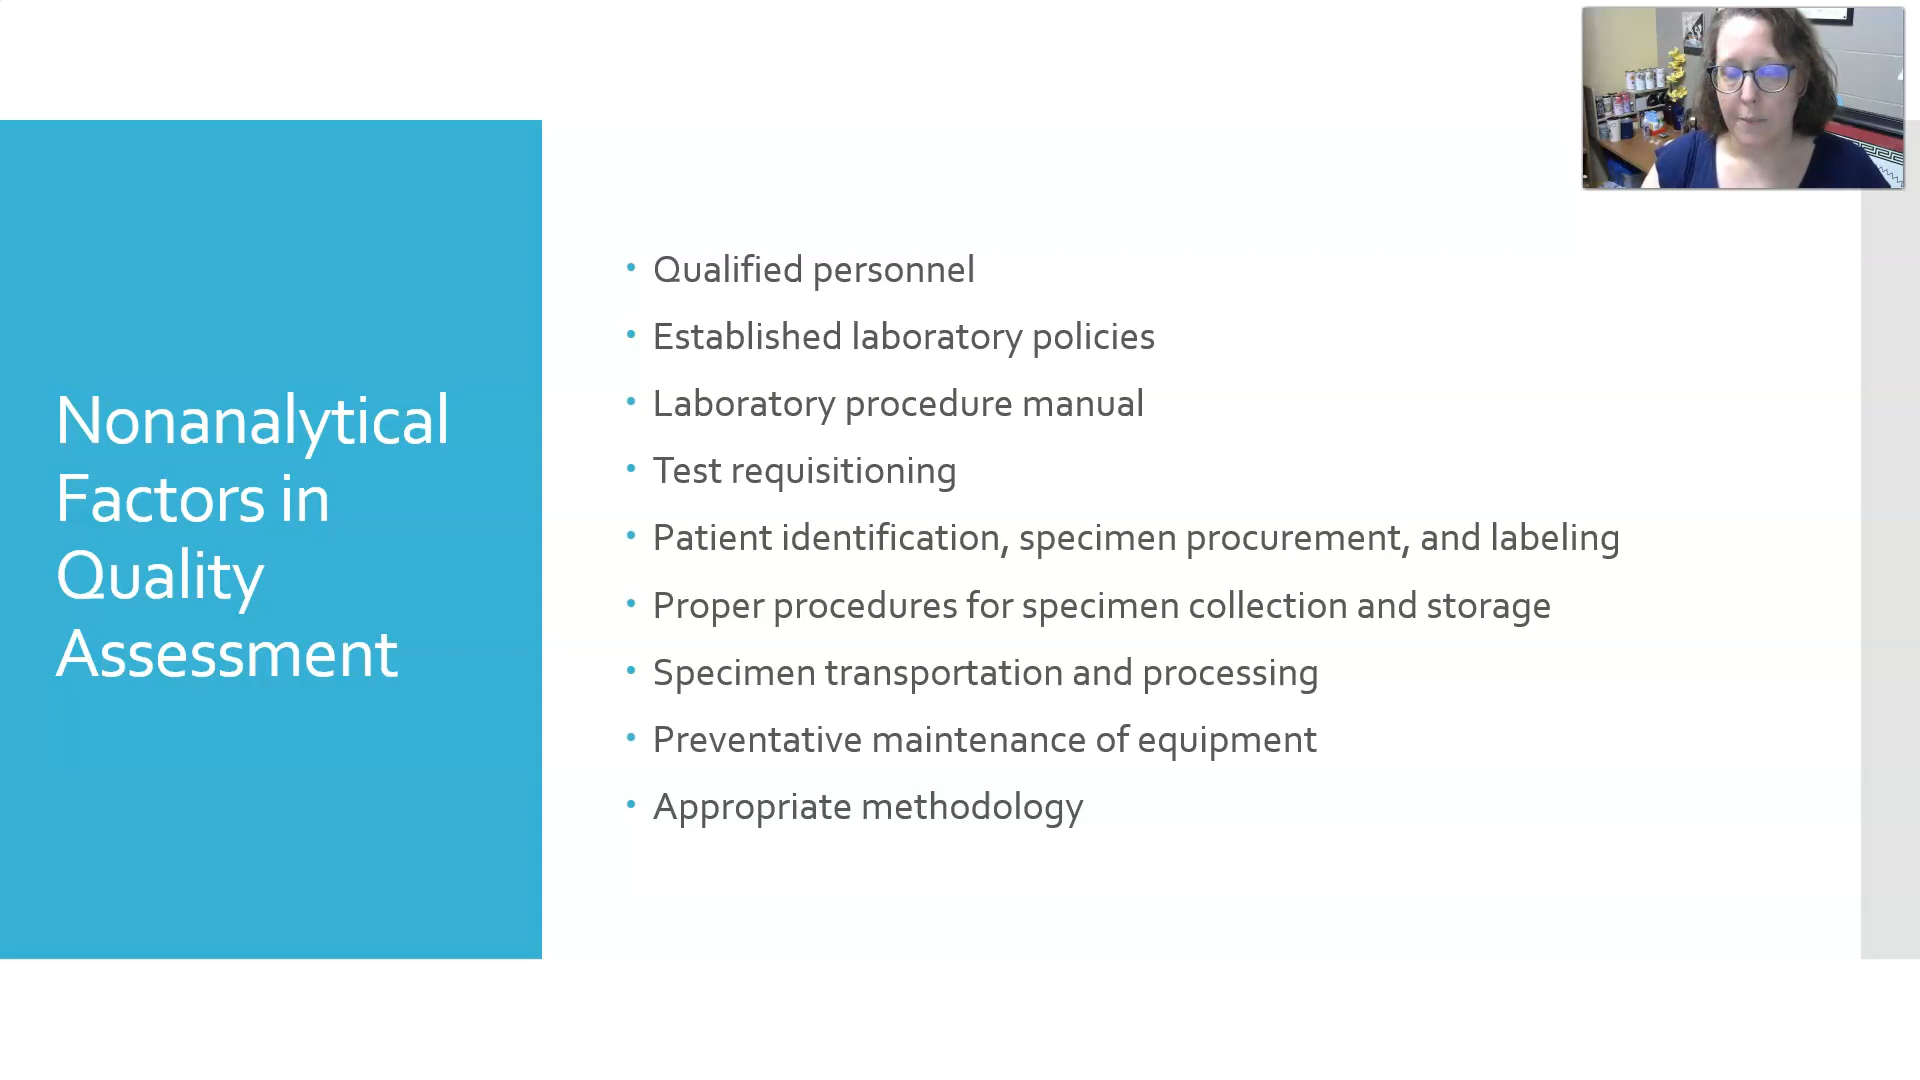 Nonanalytical
Factors in
Quality
Assessment
• Qualified personnel
• Established laboratory policies
• Laboratory procedure manual
• Test requisitioning
• Patient identification, specimen procurement, and labeling
• Proper procedures for specimen collection and storage
• Specimen transportation and processing
• Preventative maintenance of equipment
• Appropriate methodology